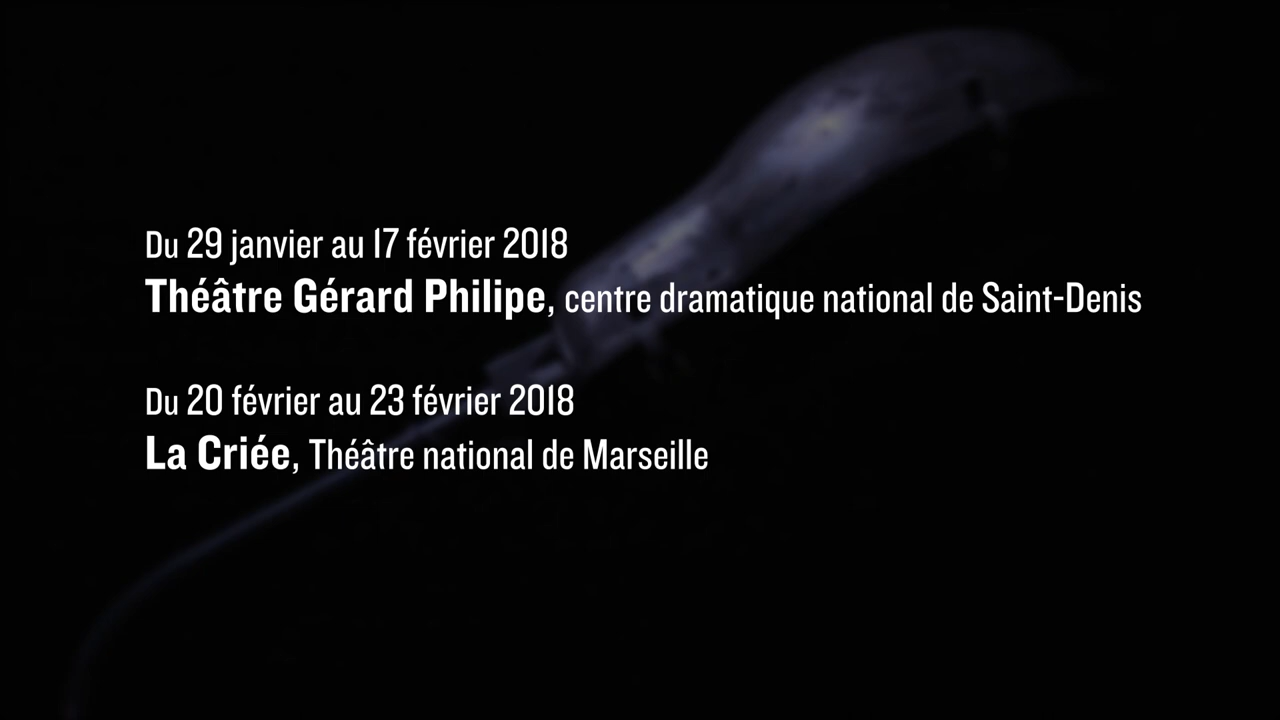 Du 29 janvier au 17 février 2018
Théâtre Gérard Philipe, centre dramatique national de Saint-Denis
Du 20 février au 23 février 2018
La Criée, Théâtre national de Marseille